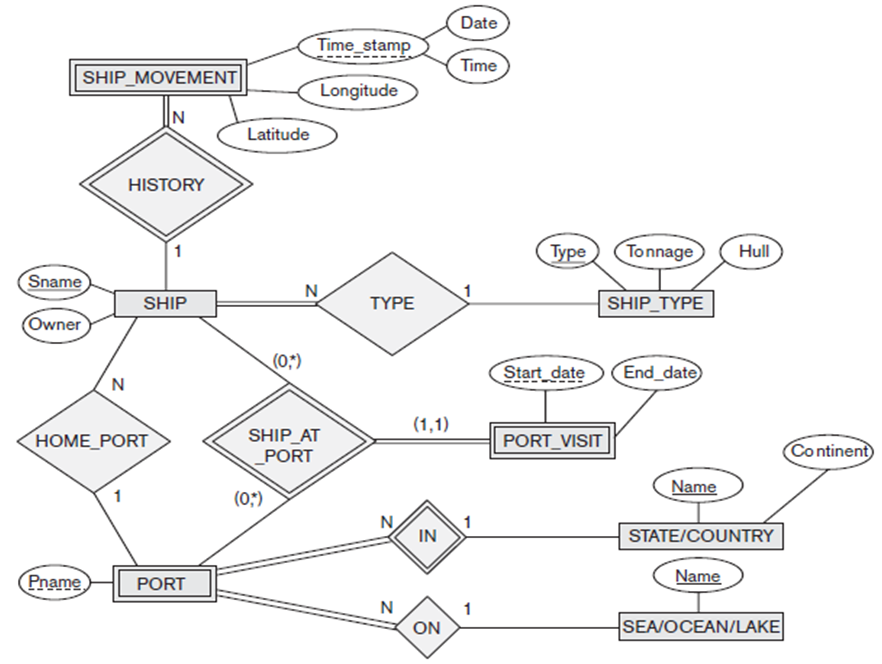 Date
Time_stamp
SHIP_MOVEMENT
Time
Longitude
N
Latitude
HISTORY
1
Type
Tonnage
Hull
Sname
N
TYPE
1
SHIP
SHIP_TYPE
Owner
(0,*)
Start_date
End_date
N
(1,1)
HOME_PORT
SHIP_AT
_PORT
PORT_VISIT
Continent
1
(0,*)
Name
N
IN
1
STATE/COUNTRY
Pname
PORT
Name
N
ON
1
SEA/OCEAN/LAKE